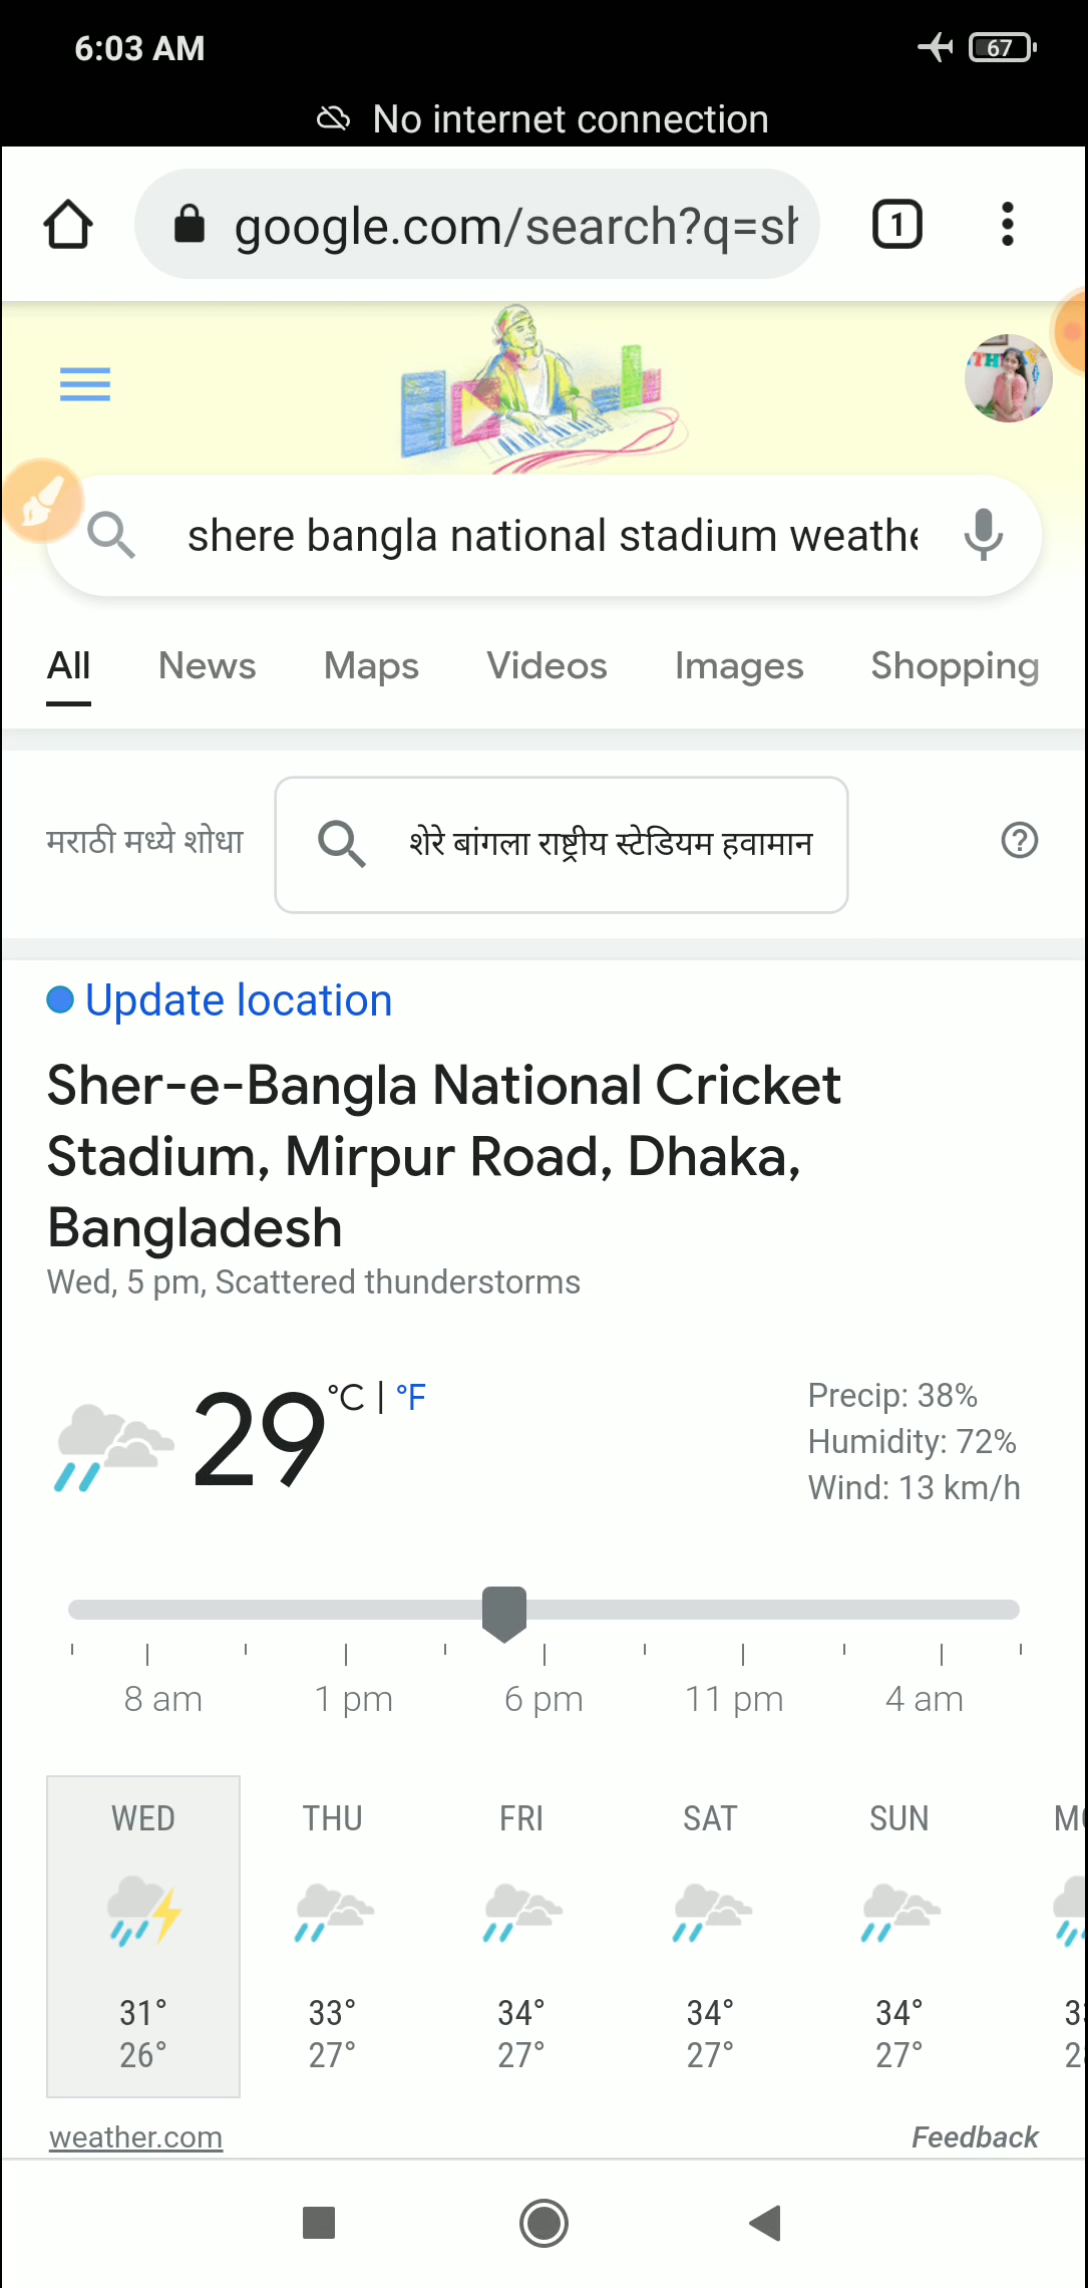 6:03 AM
67
No internet connection
google.com/search?q=sh
1
shere bangla national stadium weathe
All News Maps Videos Images Shopping
मराठी मध्ये शोधा
शेरे बांगला राष्ट्रीय स्टेडियम हवामान
Update location
Sher-e-Bangla National Cricket
Stadium, Mirpur Road, Dhaka,
Bangladesh
Wed, 5 pm, Scattered thunderstorms
29 °C | °F
Precip: 38%
Humidity: 72%
Wind: 13 km/h
8 am 1 pm 6 pm 11 pm 4 am
WED THU FRI SAT SUN
31° 33° 34° 34° 34°
26° 27° 27° 27° 27°
weather.com Feedback